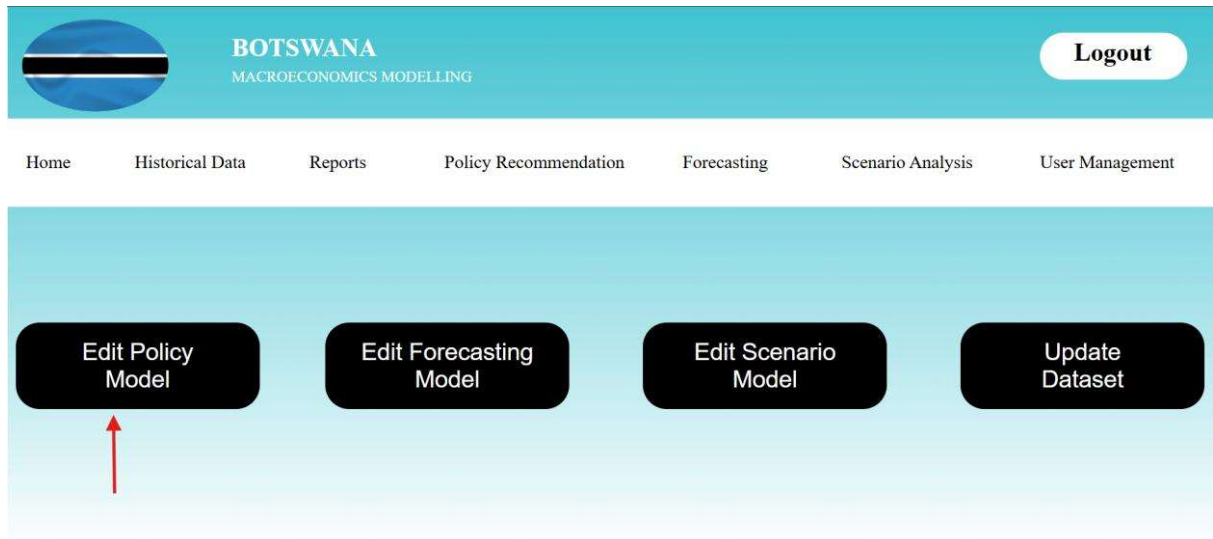 BOTSWANA
MACROECONOMICS MODELLING
Logout
Home Historical Data Reports Policy Recommendation Forecasting Scenario Analysis User Management
Edit Policy
Model
Edit Forecasting
Model
Edit Scenario
Model
Update
Dataset